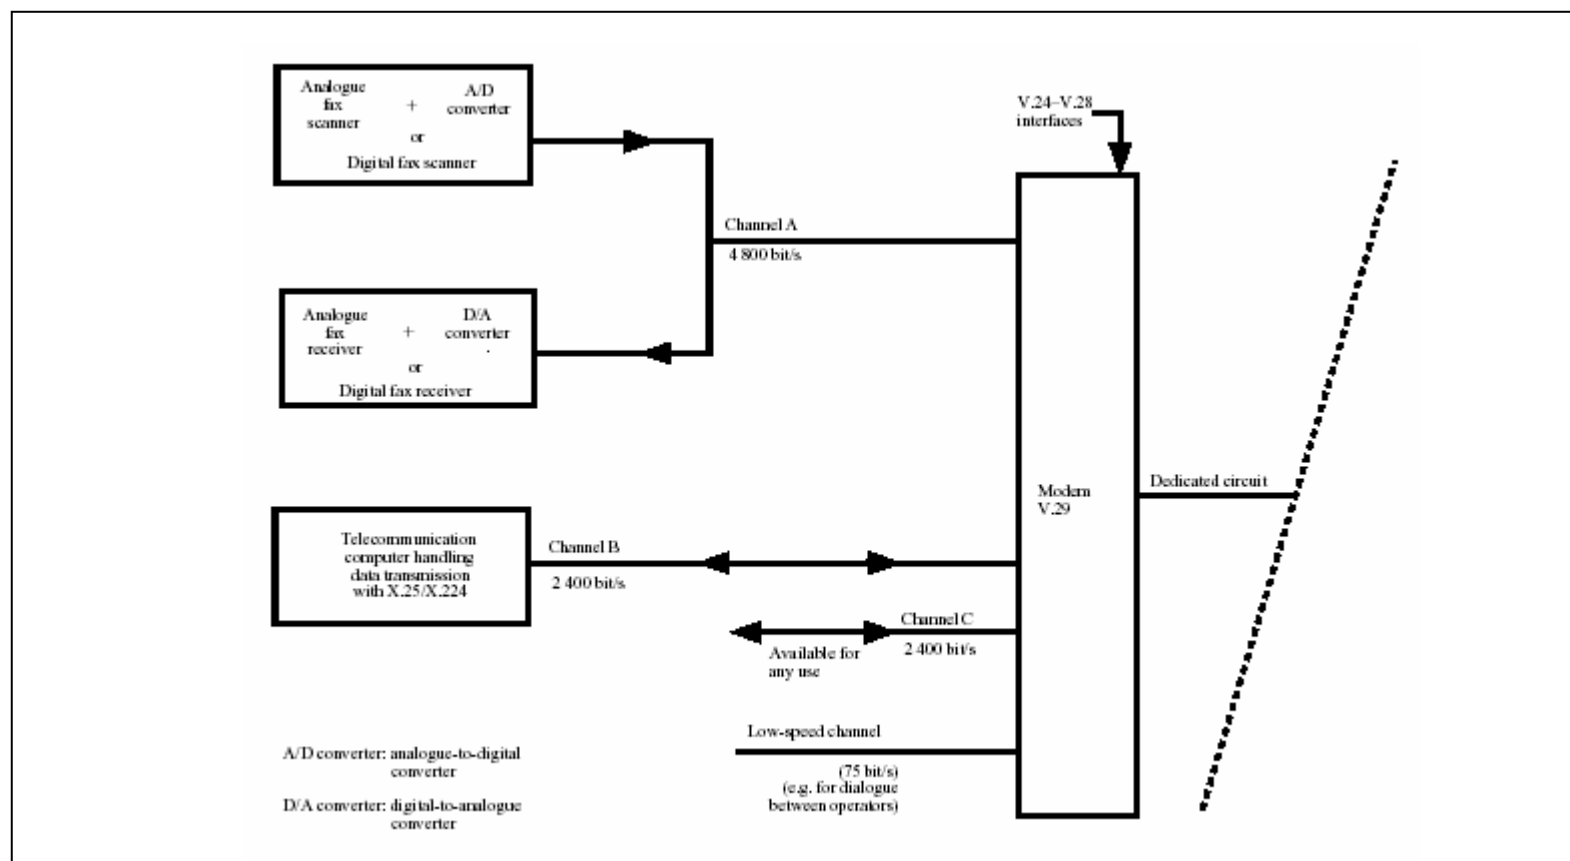 Analogue
fax
scanner
+
A/D
converter
or
Digital fax scanner
V.24–V.28
interfaces
Channel A
4 800 bit/s
Analogue
fax
receiver
+
D/A
converter
or
Digital fax receiver
Modern
V.29
Dedicated circuit
Telecommunication
computer handling
data transmission
with X.25/X.224
Channel B
2 400 bit/s
Channel C
2 400 bit/s
Available for
any use
Low-speed channel
(75 bit/s)
(e.g. for dialogue
between operators)
A/D converter: analogue-to-digital
converter
D/A converter: digital-to-analogue
converter